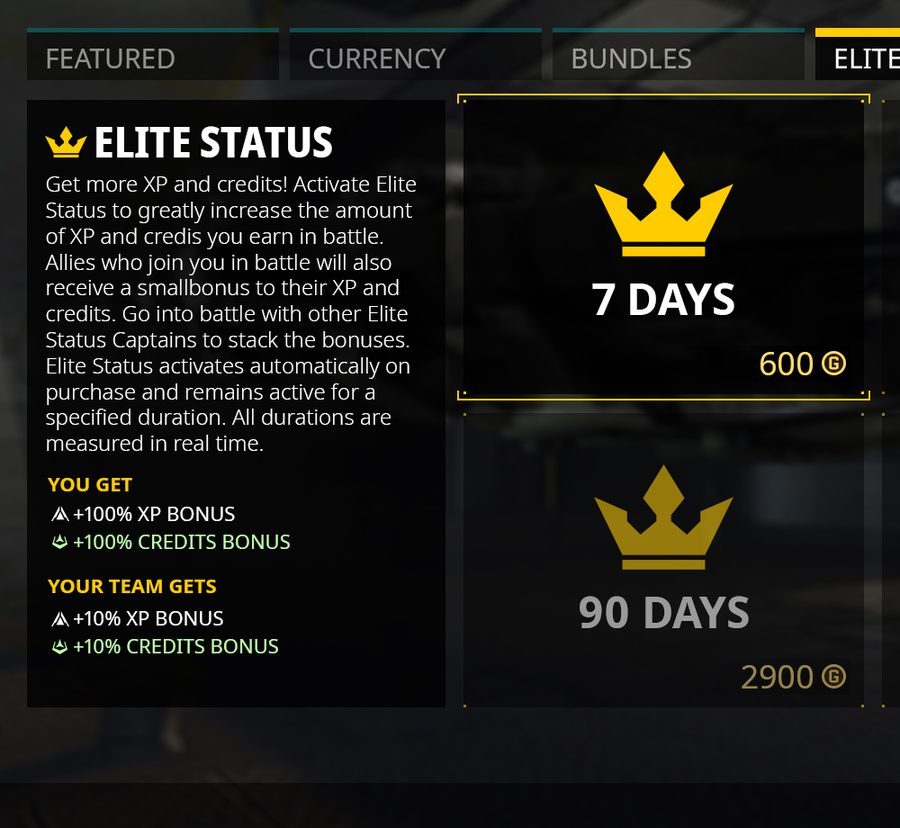 FEATURED
CURRENCY
BUNDLES
ELITE
ELITE STATUS
Get more XP and credits! Activate Elite
Status to greatly increase the amount
of XP and credis you earn in battle.
Allies who join you in battle will also
receive a smallbonus to their XP and
credits. Go into battle with other Elite
Status Captains to stack the bonuses.
Elite Status activates automatically on
purchase and remains active for a
specified duration. All durations are
measured in real time.
YOU GET
+100% XP BONUS
+100% CREDITS BONUS
YOUR TEAM GETS
+10% XP BONUS
+10% CREDITS BONUS
7 DAYS
600 G
90 DAYS
2900 G